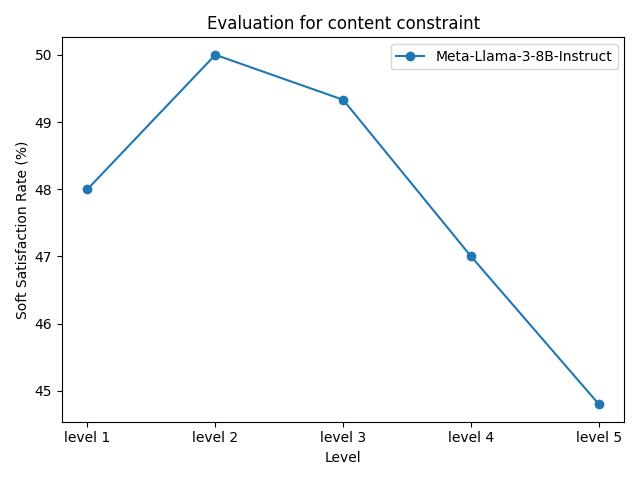 Evaluation for content constraint
Meta-Llama-3-8B-Instruct
Soft Satisfaction Rate (%)
50
49
48
47
46
45
level 1 level 2 level 3 level 4 level 5
Level